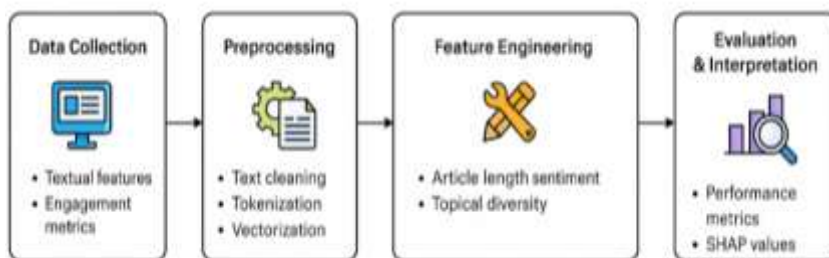 Data Collection
• Textual features
• Engagement
metrics
Preprocessing
• Text cleaning
• Tokenization
• Vectorization
Feature Engineering
• Article length sentiment
• Topical diversity
Evaluation
& Interpretation
• Performance
metrics
• SHAP values